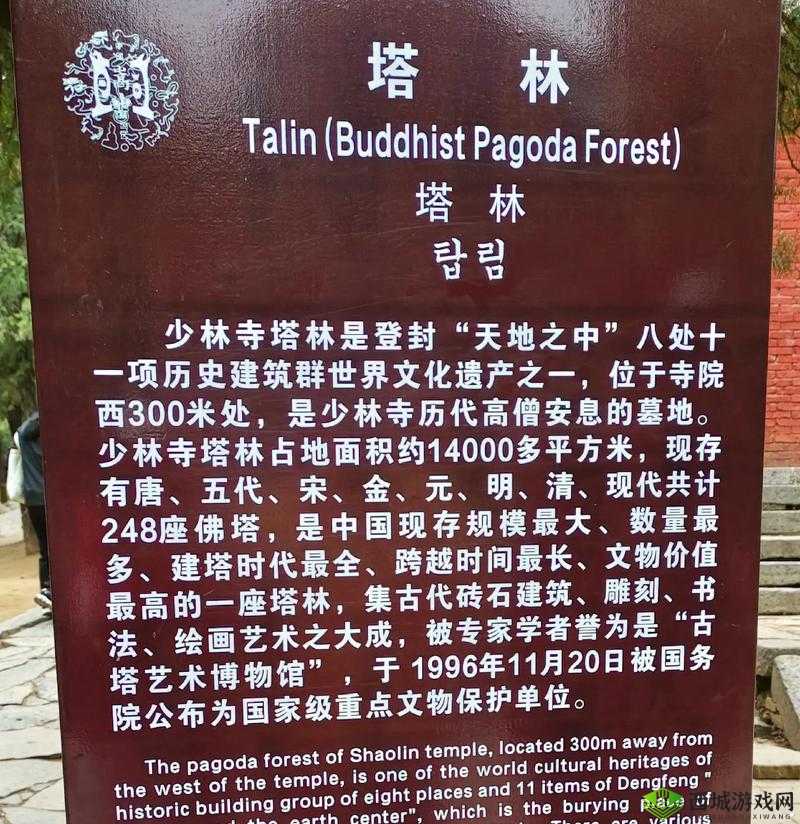 塔 林
Talin (Buddhist Pagoda Forest)
塔 林
탑림
少林寺塔林是登封“天地之中”八处十
一项历史建筑群世界文化遗产之一，位于寺院
西300米处，是少林寺历代高僧安息的墓地。
少林寺塔林占地面积约14000多平方米，现存
有唐、五代、宋、金、元、明、清、现代共计
248座佛塔，是中国现存规模最大、数量最
多、建塔时代最全、跨越时间最长、文物价值
最高的一座塔林，集古代砖石建筑、雕刻、书
法、绘画艺术之大成，被专家学者誉为是“古
塔艺术博物馆”，于 1996年11月20日被国务
院公布为国家级重点文物保护单位。
The pagoda forest of Shaolin temple, located 300m away from
the west of the temple, is one of the world cultural heritages of
historic building group of eight places and 11 items of Dengfeng "
the earth center", which is the burying place of
There are various
西城游戏网
XIWANG